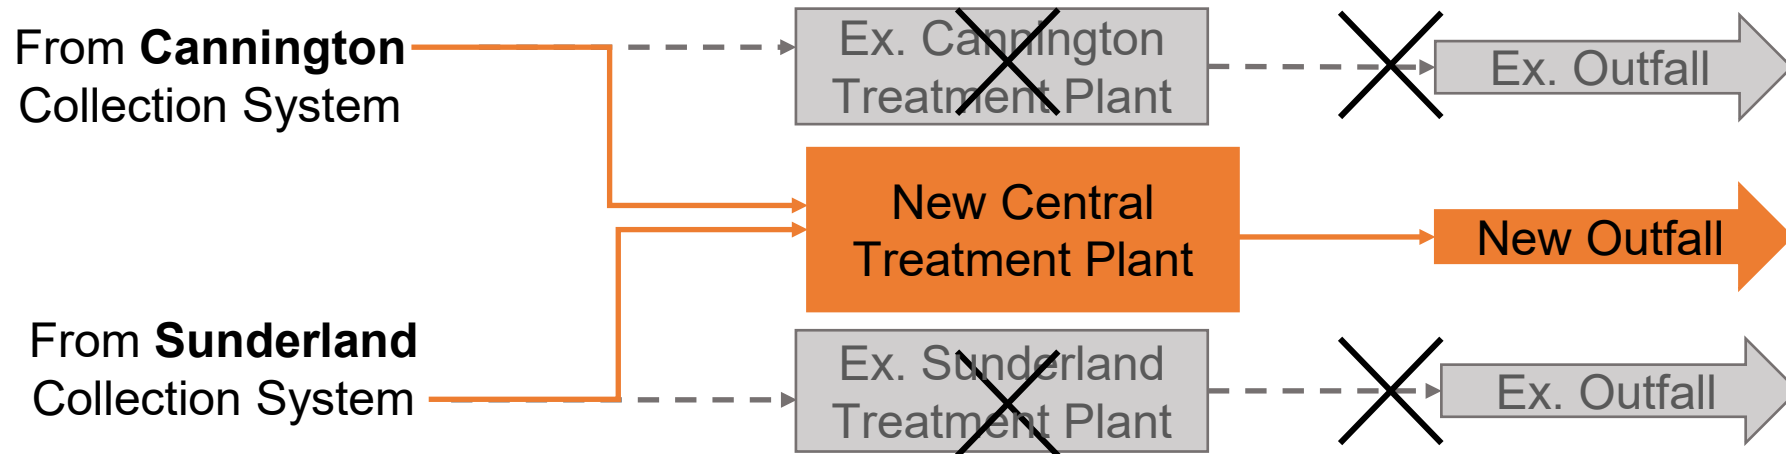 From Cannington
Collection System
Ex. Cannington
Treatment Plant
Ex. Outfall
New Central
Treatment Plant
New Outfall
From Sunderland
Collection System
Ex. Sunderland
Treatment Plant
Ex. Outfall